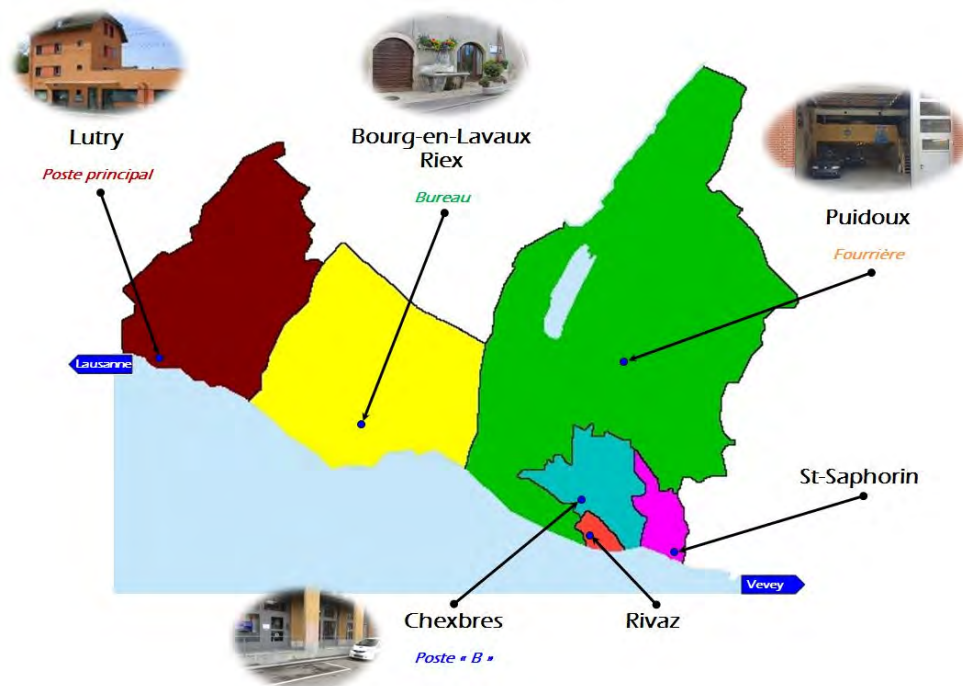 Lutry
Poste principal
Bourg-en-Lavaux
Riex
Bureau
Puidoux
Fourrière
Lausanne
St-Saphorin
Vevey
Chexbres
Poste « B »
Rivaz